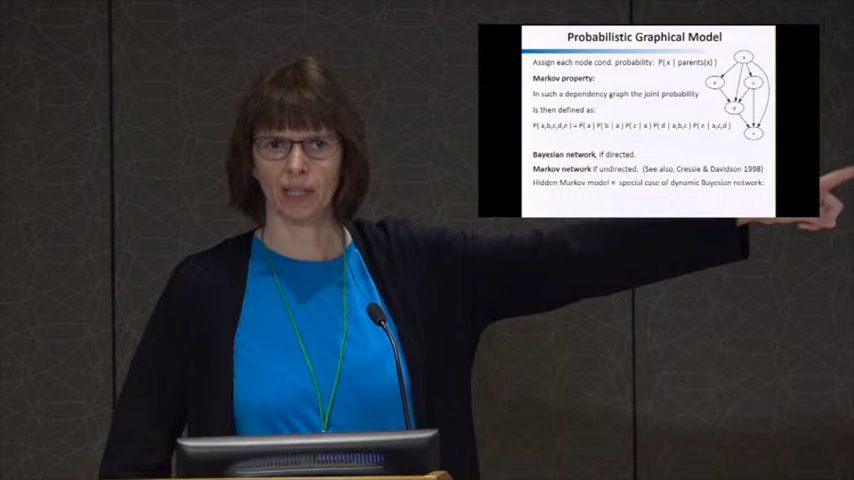 Probabilistic Graphical Model
Assign each node cond. probability: P( x | parents(x) )
Markov property:
In such a dependency graph the joint probability
Is then defined as:
P( a,b,c,d,e ) = P( a ) P( b | a ) P( c | a ) P( d | a,b,c ) P( e | a,c,d )
Bayesian network, if directed.
Markov network if undirected. (See also, Cressie & Davidson 1998)
Hidden Markov model = special case of dynamic Bayesian network: